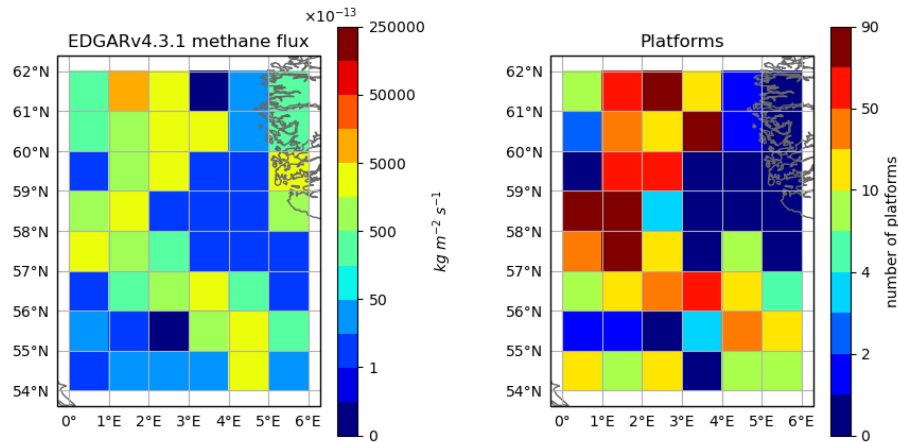 ×10⁻¹³
EDGARv4.3.1 methane flux
62°N
61°N
60°N
59°N
58°N
57°N
56°N
55°N
54°N
0°
1°E
2°E
3°E
4°E
5°E
6°E
250000
50000
5000
500
50
1
0
kg m⁻² s⁻¹
Platforms
62°N
61°N
60°N
59°N
58°N
57°N
56°N
55°N
54°N
0°
1°E
2°E
3°E
4°E
5°E
6°E
90
50
10
4
2
0
number of platforms